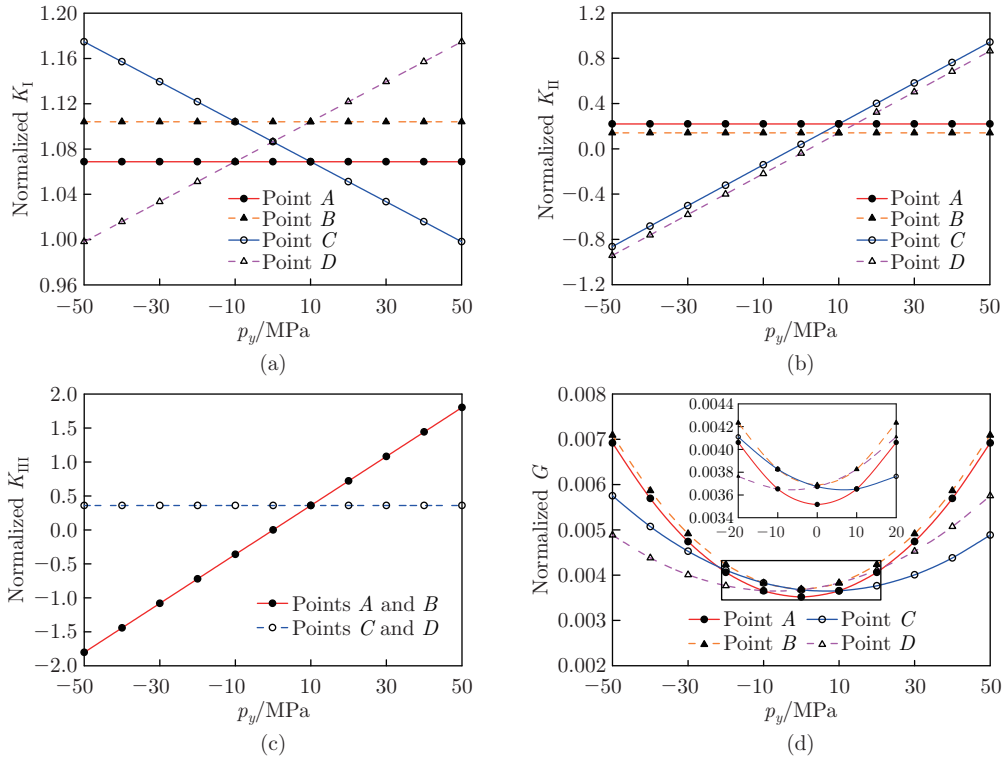 1.20
1.16
1.12
1.08
1.04
1.00
0.96
Normalized K_I
Point A
Point B
Point C
Point D
−50 −30 −10 10 30 50
p_y/MPa
(a)
1.2
0.8
0.4
0.0
−0.4
−0.8
−1.2
Normalized K_II
Point A
Point B
Point C
Point D
−50 −30 −10 10 30 50
p_y/MPa
(b)
2.0
1.5
1.0
0.5
0.0
−0.5
−1.0
−1.5
−2.0
Normalized K_III
Points A and B
Points C and D
−50 −30 −10 10 30 50
p_y/MPa
(c)
0.008
0.007
0.006
0.005
0.004
0.003
0.002
Normalized G
0.0044
0.0042
0.0040
0.0038
0.0036
0.0034
−20 −10 0 10 20
Point A Point C
Point B Point D
−50 −30 −10 10 30 50
p_y/MPa
(d)